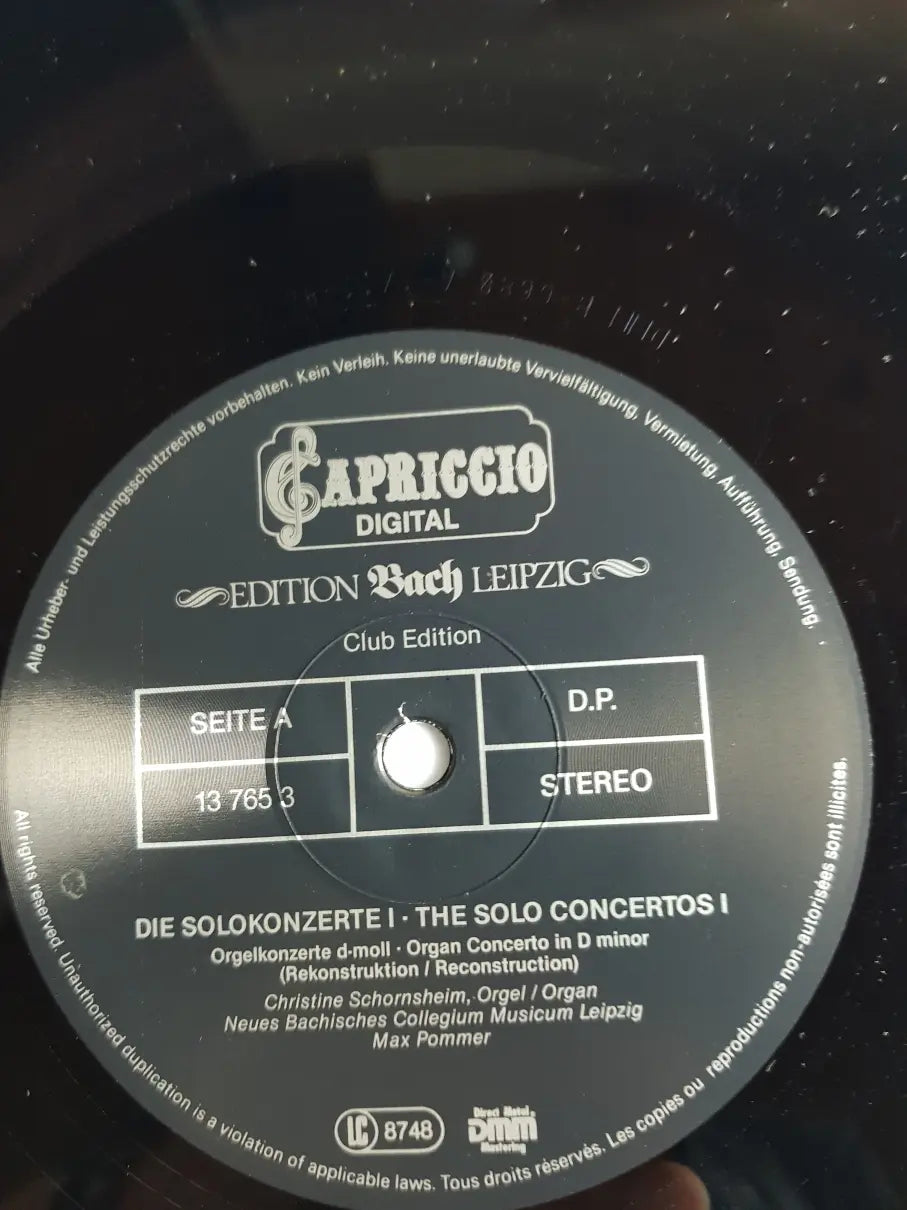 Alle Urheber- und Leistungsschutzrechte vorbehalten. Kein Verleih. Keine unerlaubte Vervielfältigung, Vermietung, Aufführung, Sendung.
CAPRICCIO
DIGITAL
EDITION Bach LEIPZIG
Club Edition
SEITE A
D.P.
13 765 3
STEREO
DIE SOLOKONZERTE I · THE SOLO CONCERTOS I
Orgelkonzerte d-moll · Organ Concerto in D minor
(Rekonstruktion / Reconstruction)
Christine Schornsheim, Orgel / Organ
Neues Bachisches Collegium Musicum Leipzig
Max Pommer
LC 8748
Direct Metal
DMM
Mastering
All rights reserved. Unauthorized duplication is a violation of applicable laws. Tous droits réservés. Les copies ou reproductions non-autorisées sont illicites.